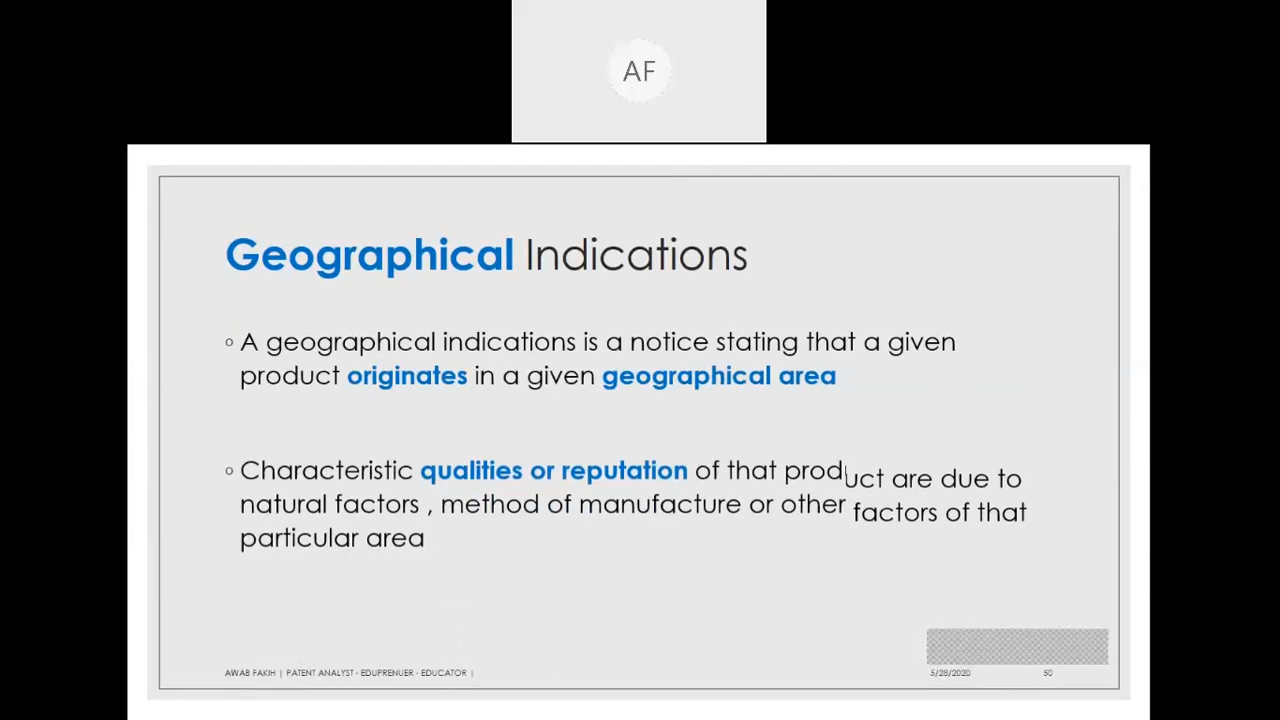 AF
Geographical Indications
◦ A geographical indications is a notice stating that a given
product originates in a given geographical area
◦ Characteristic qualities or reputation of that product are due to
natural factors , method of manufacture or other factors of that
particular area
AWAB FAKIH | PATENT ANALYST - EDUPRENUER - EDUCATOR | 5/28/2020 50